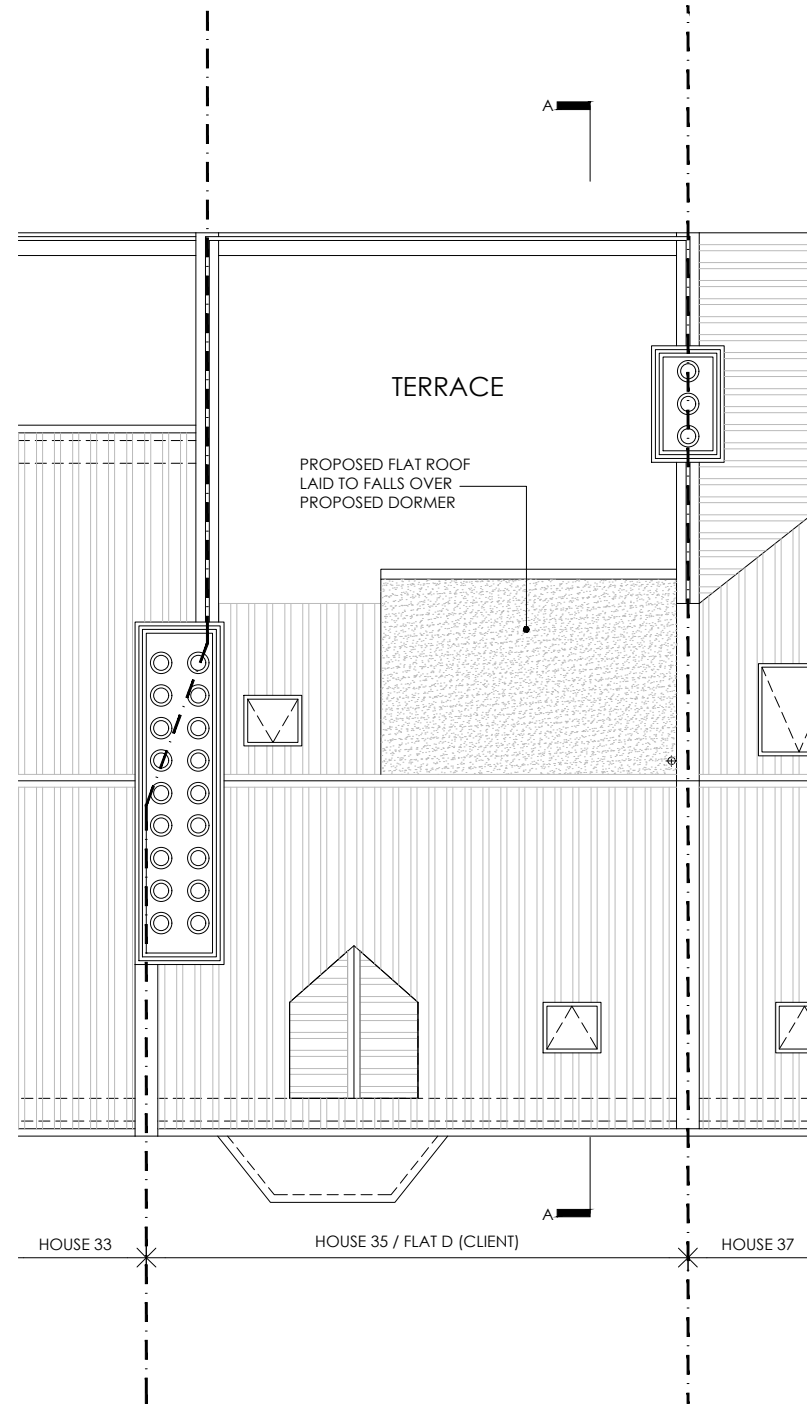 A
TERRACE
PROPOSED FLAT ROOF
LAID TO FALLS OVER
PROPOSED DORMER
A
HOUSE 33
HOUSE 35 / FLAT D (CLIENT)
HOUSE 37